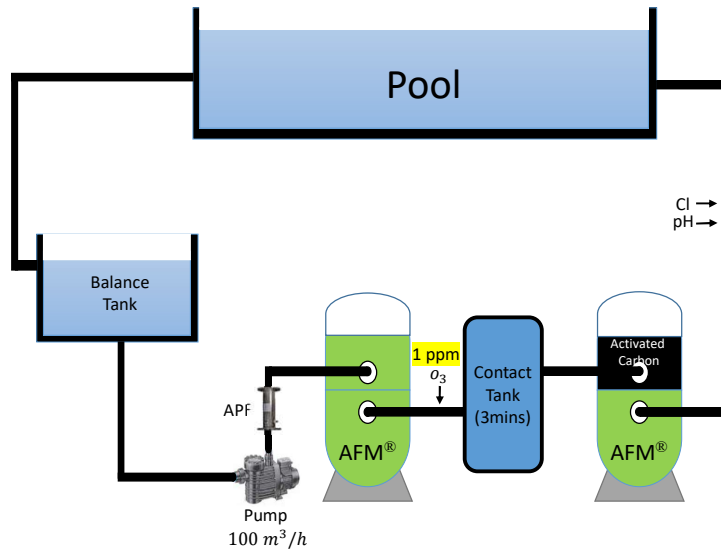 Pool
Cl
pH
Balance
Tank
1 ppm
o₃
Activated
Carbon
Contact
Tank
(3mins)
APF
AFM®
AFM®
Pump
100 m³/h